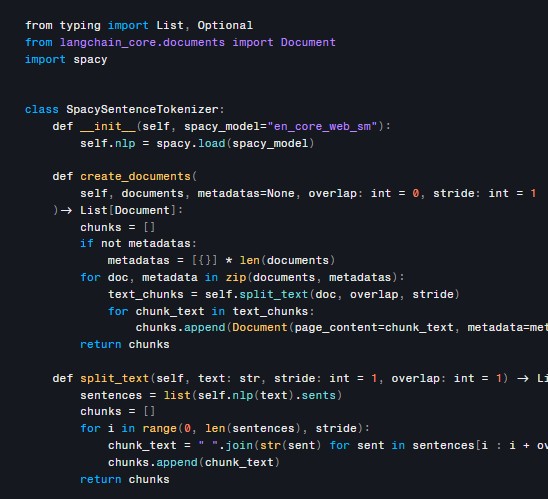 from typing import List, Optional
from langchain_core.documents import Document
import spacy
class SpacySentenceTokenizer:
    def __init__(self, spacy_model="en_core_web_sm"):
        self.nlp = spacy.load(spacy_model)
    def create_documents(
        self, documents, metadatas=None, overlap: int = 0, stride: int = 1
    )-> List[Document]:
        chunks = []
        if not metadatas:
            metadatas = [{}] * len(documents)
        for doc, metadata in zip(documents, metadatas):
            text_chunks = self.split_text(doc, overlap, stride)
            for chunk_text in text_chunks:
                chunks.append(Document(page_content=chunk_text, metadata=met
        return chunks
    def split_text(self, text: str, stride: int = 1, overlap: int = 1) -> Li
        sentences = list(self.nlp(text).sents)
        chunks = []
        for i in range(0, len(sentences), stride):
            chunk_text = " ".join(str(sent) for sent in sentences[i : i + ov
            chunks.append(chunk_text)
        return chunks